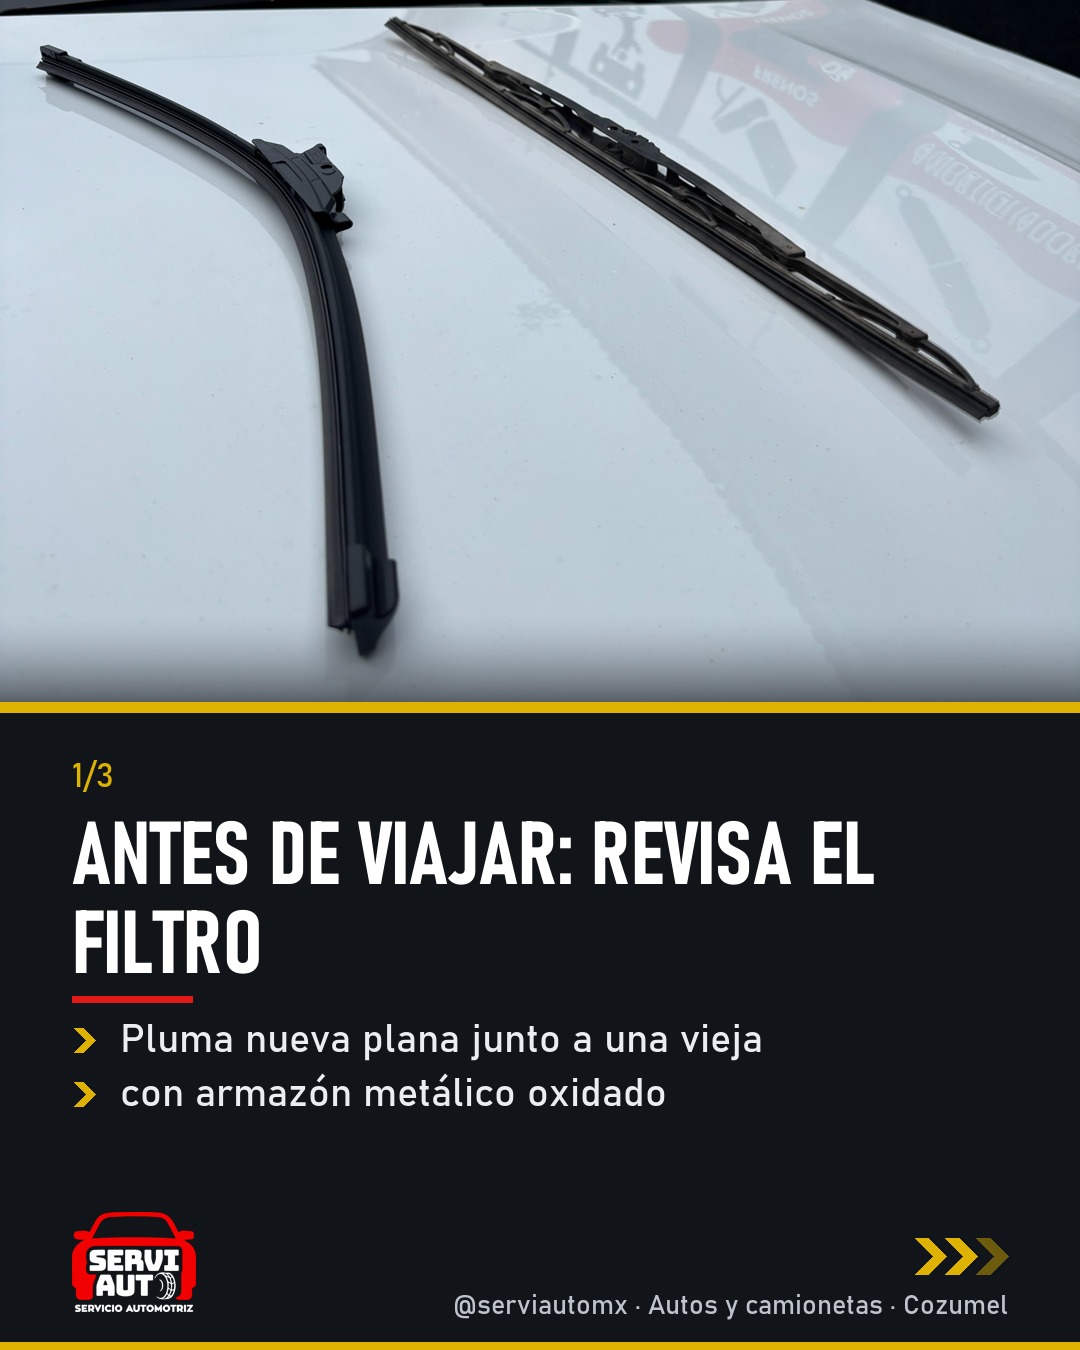 FRENOS
1/3
ANTES DE VIAJAR: REVISA EL
FILTRO
Pluma nueva plana junto a una vieja
con armazón metálico oxidado
SERVI
AUTO
SERVICIO AUTOMOTRIZ
@serviautomx · Autos y camionetas · Cozumel